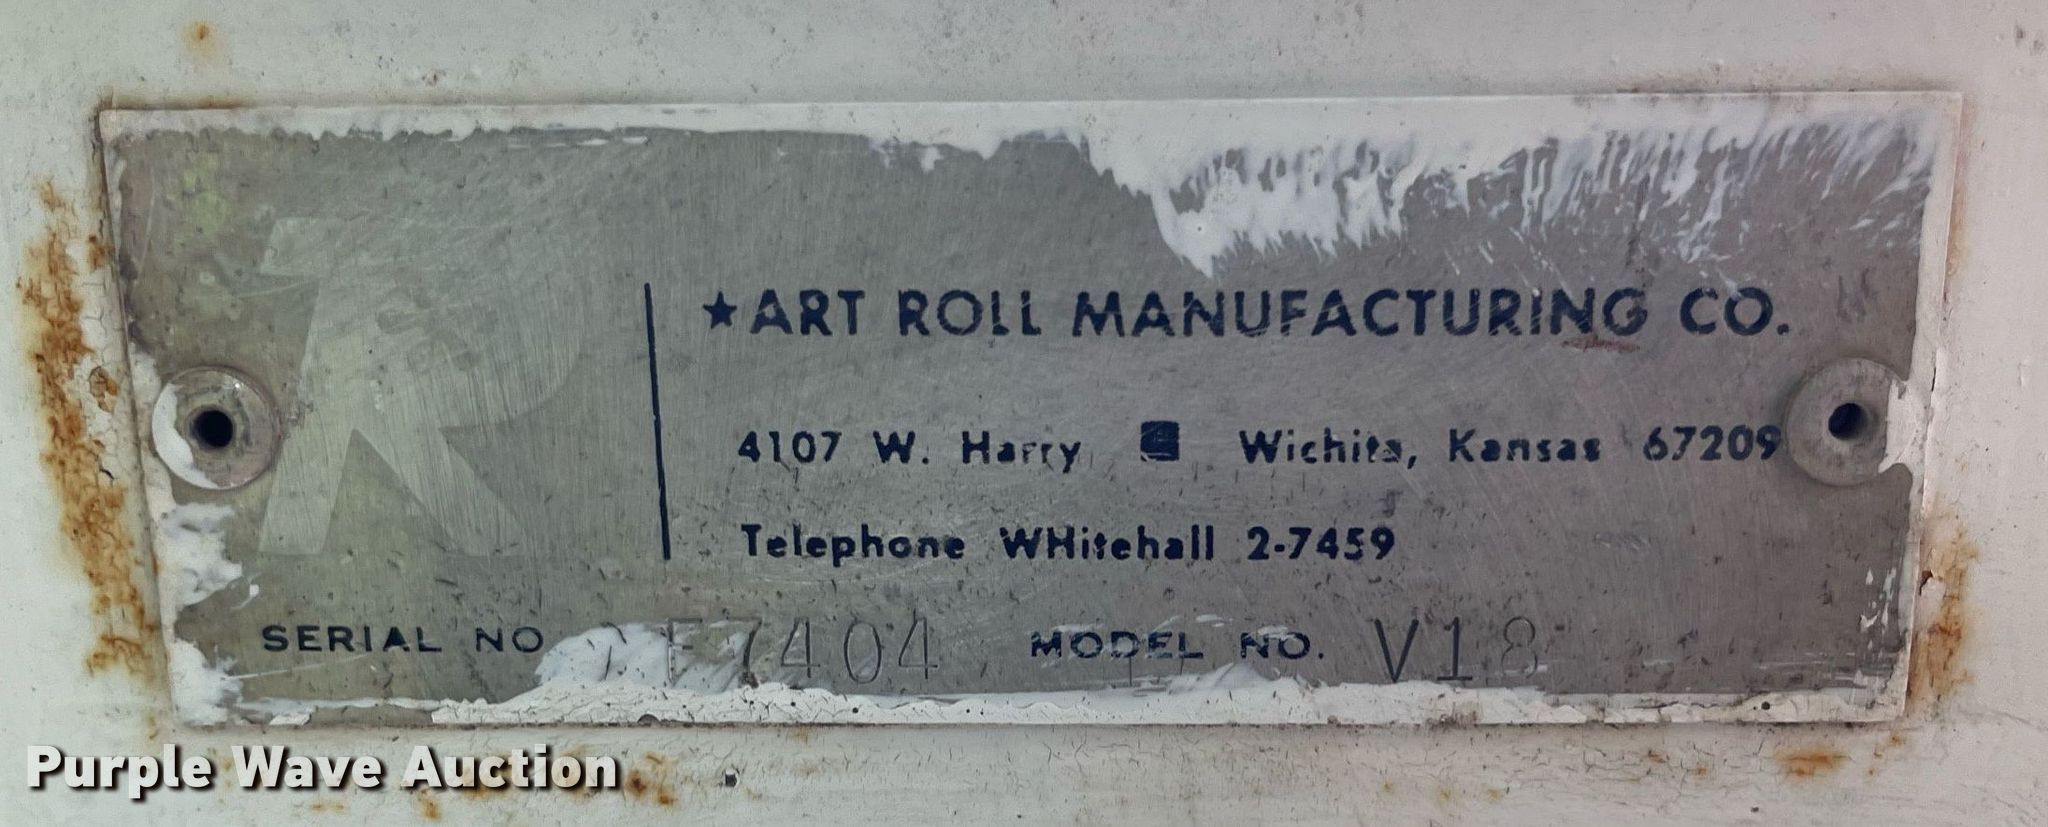 R
★ART ROLL MANUFACTURING CO.
4107 W. Harry ■ Wichita, Kansas 67209
Telephone WHitehall 2-7459
SERIAL NO F7404 MODEL NO. V18
Purple Wave Auction